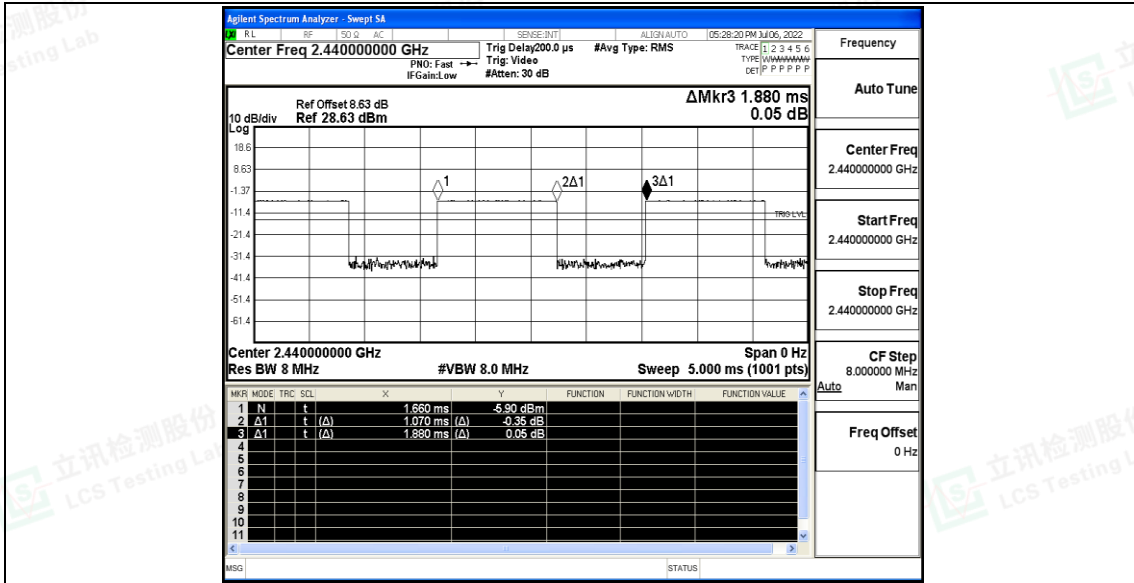 Agilent Spectrum Analyzer - Swept SA
RL RF 50 Ω AC SENSE:INT ALIGN AUTO 05:28:20 PM Jul 06, 2022
Center Freq 2.440000000 GHz
PNO: Fast
IFGain:Low
Trig Delay200.0 µs
Trig: Video
#Atten: 30 dB
#Avg Type: RMS
TRACE 1 2 3 4 5 6
TYPE
DET P P P P P P
Ref Offset 8.63 dB
10 dB/div Ref 28.63 dBm
Log
ΔMkr3 1.880 ms
0.05 dB
18.6
8.63
-1.37
-11.4
-21.4
-31.4
-41.4
-51.4
-61.4
1
2Δ1
3Δ1
TRIG LVL
Center 2.440000000 GHz Span 0 Hz
Res BW 8 MHz #VBW 8.0 MHz Sweep 5.000 ms (1001 pts)
MKR MODE TRC SCL X Y FUNCTION FUNCTION WIDTH FUNCTION VALUE
1 N t 1.660 ms -5.90 dBm
2 Δ1 t (Δ) 1.070 ms (Δ) -0.35 dB
3 Δ1 t (Δ) 1.880 ms (Δ) 0.05 dB
4
5
6
7
8
9
10
11
MSG STATUS
Frequency
Auto Tune
Center Freq
2.440000000 GHz
Start Freq
2.440000000 GHz
Stop Freq
2.440000000 GHz
CF Step
8.000000 MHz
Auto Man
Freq Offset
0 Hz
立讯检测股份
LCS Testing Lab
立讯检测股份
LCS Testing L